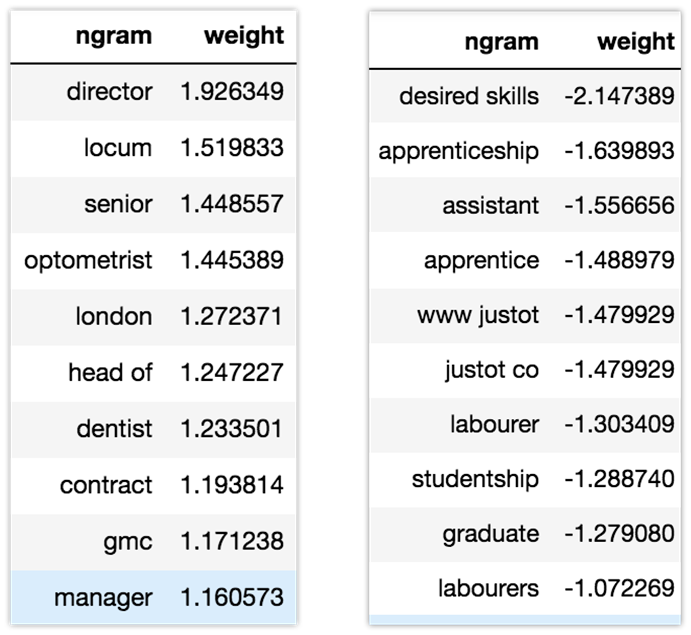 ngram weight
director 1.926349
locum 1.519833
senior 1.448557
optometrist 1.445389
london 1.272371
head of 1.247227
dentist 1.233501
contract 1.193814
gmc 1.171238
manager 1.160573
ngram weight
desired skills -2.147389
apprenticeship -1.639893
assistant -1.556656
apprentice -1.488979
www justot -1.479929
justot co -1.479929
labourer -1.303409
studentship -1.288740
graduate -1.279080
labourers -1.072269